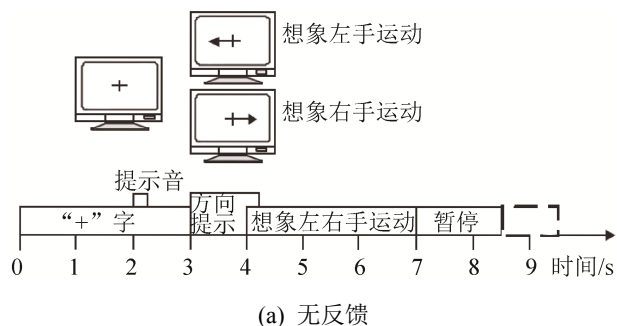 想象左手运动
想象右手运动
提示音
“+”字
方向
提示
想象左右手运动
暂停
0 1 2 3 4 5 6 7 8 9 时间/s
(a) 无反馈